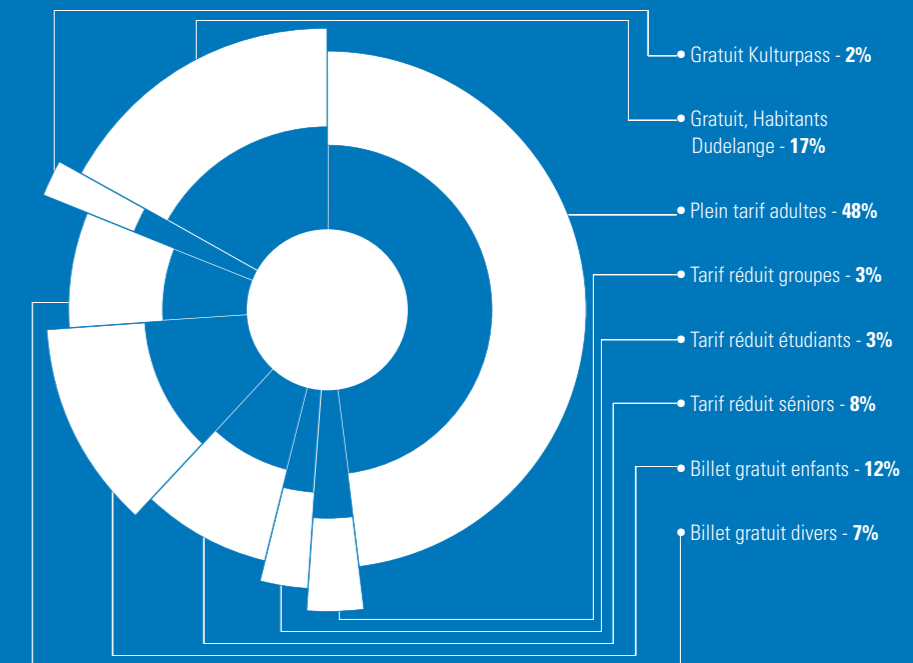 Gratuit Kulturpass - 2%
Gratuit, Habitants
Dudelange - 17%
Plein tarif adultes - 48%
Tarif réduit groupes - 3%
Tarif réduit étudiants - 3%
Tarif réduit séniors - 8%
Billet gratuit enfants - 12%
Billet gratuit divers - 7%